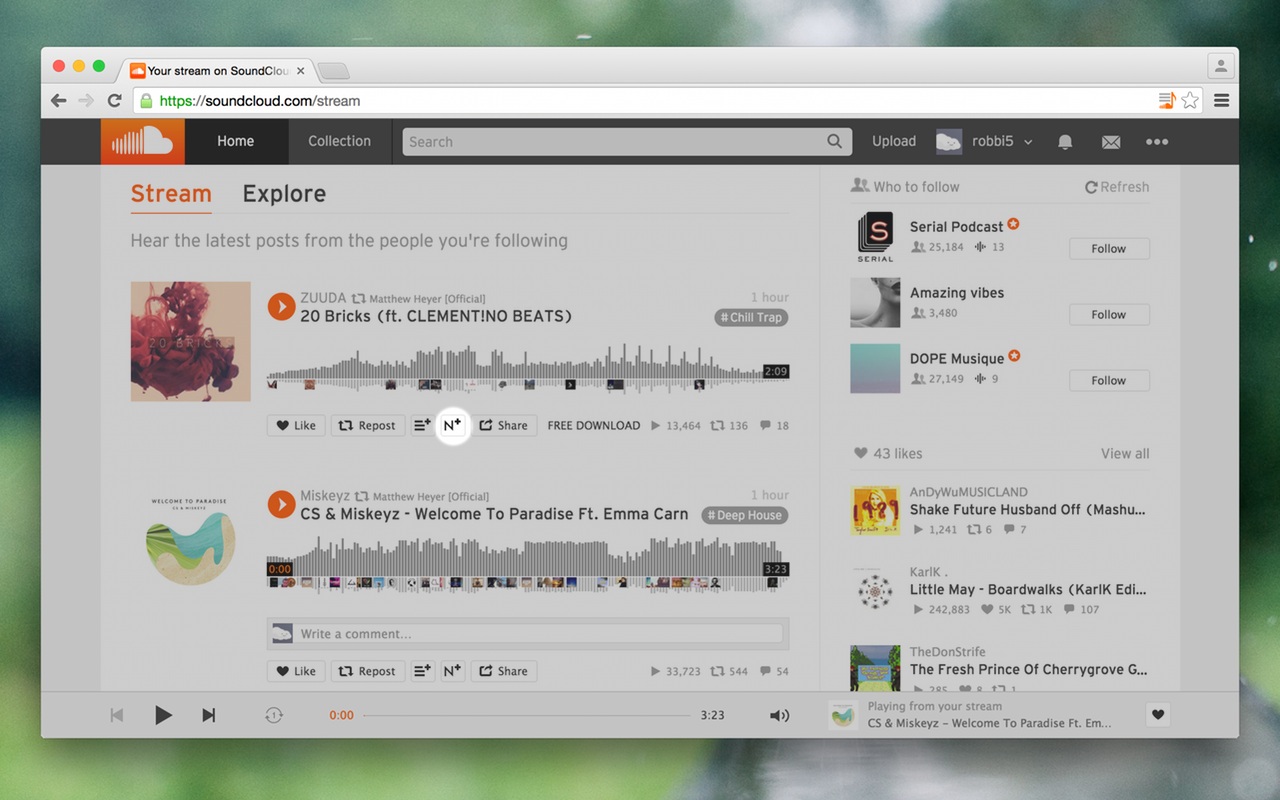 Your stream on SoundClou
https://soundcloud.com/stream
Home
Collection
Search
Upload
robbi5
Stream
Explore
Hear the latest posts from the people you're following
ZUUDA Matthew Heyer [Official]
1 hour
20 Bricks (ft. CLEMENT!NO BEATS)
# Chill Trap
20 BRICKS
2:09
Like
Repost
N+
Share
FREE DOWNLOAD
13,464
136
18
WELCOME TO PARADISE
CS & MISKEYZ
Miskeyz Matthew Heyer [Official]
1 hour
CS & Miskeyz - Welcome To Paradise Ft. Emma Carn
# Deep House
0:00
3:23
Write a comment...
Like
Repost
N+
Share
33,723
544
54
Who to follow
Refresh
S
SERIAL
Serial Podcast
25,184
13
Follow
Amazing vibes
3,480
Follow
DOPE Musique
27,149
9
Follow
43 likes
View all
1989
AnDyWuMUSICLAND
Shake Future Husband Off (Mashu...
1,241
6
7
KarlK .
Little May - Boardwalks (KarlK Edi...
242,883
5K
1K
107
TheDonStrife
The Fresh Prince Of Cherrygrove G...
285
8
1
1
0:00
3:23
Playing from your stream
CS & Miskeyz – Welcome To Paradise Ft. Em...